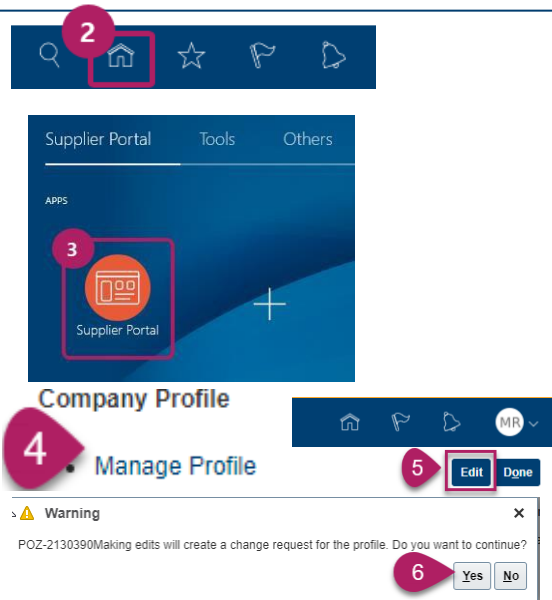 2
Supplier Portal Tools Others
APPS
3
Supplier Portal
Company Profile
MR
4
Manage Profile
5
Edit Done
Warning
POZ-2130390Making edits will create a change request for the profile. Do you want to continue?
6
Yes No